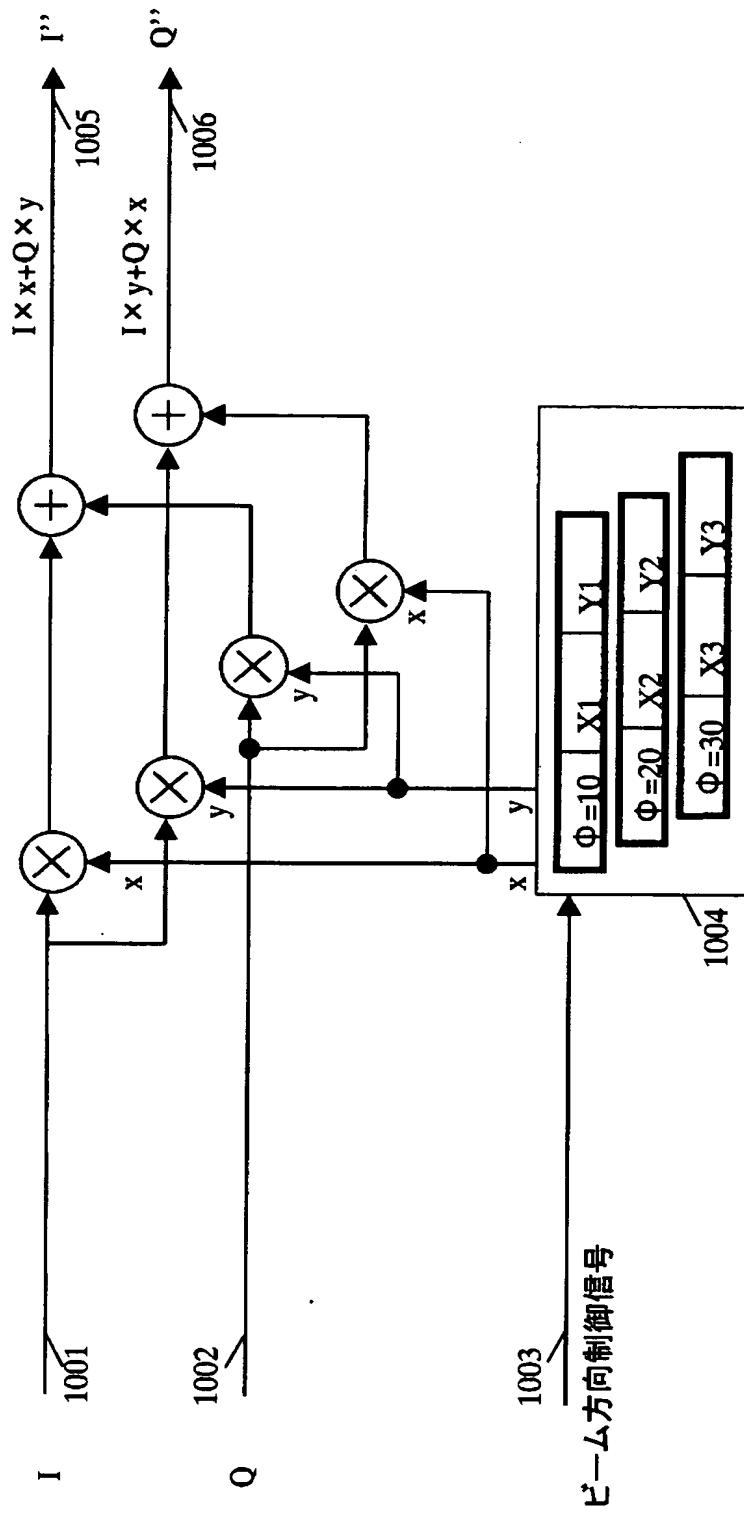 I
1001
I×x+Q×y
1005
I''
x
I×y+Q×x
1006
Q''
y
Q
1002
y
x
x
y
1003
ビーム方向制御信号
Φ=10 X1 Y1
Φ=20 X2 Y2
Φ=30 X3 Y3
1004